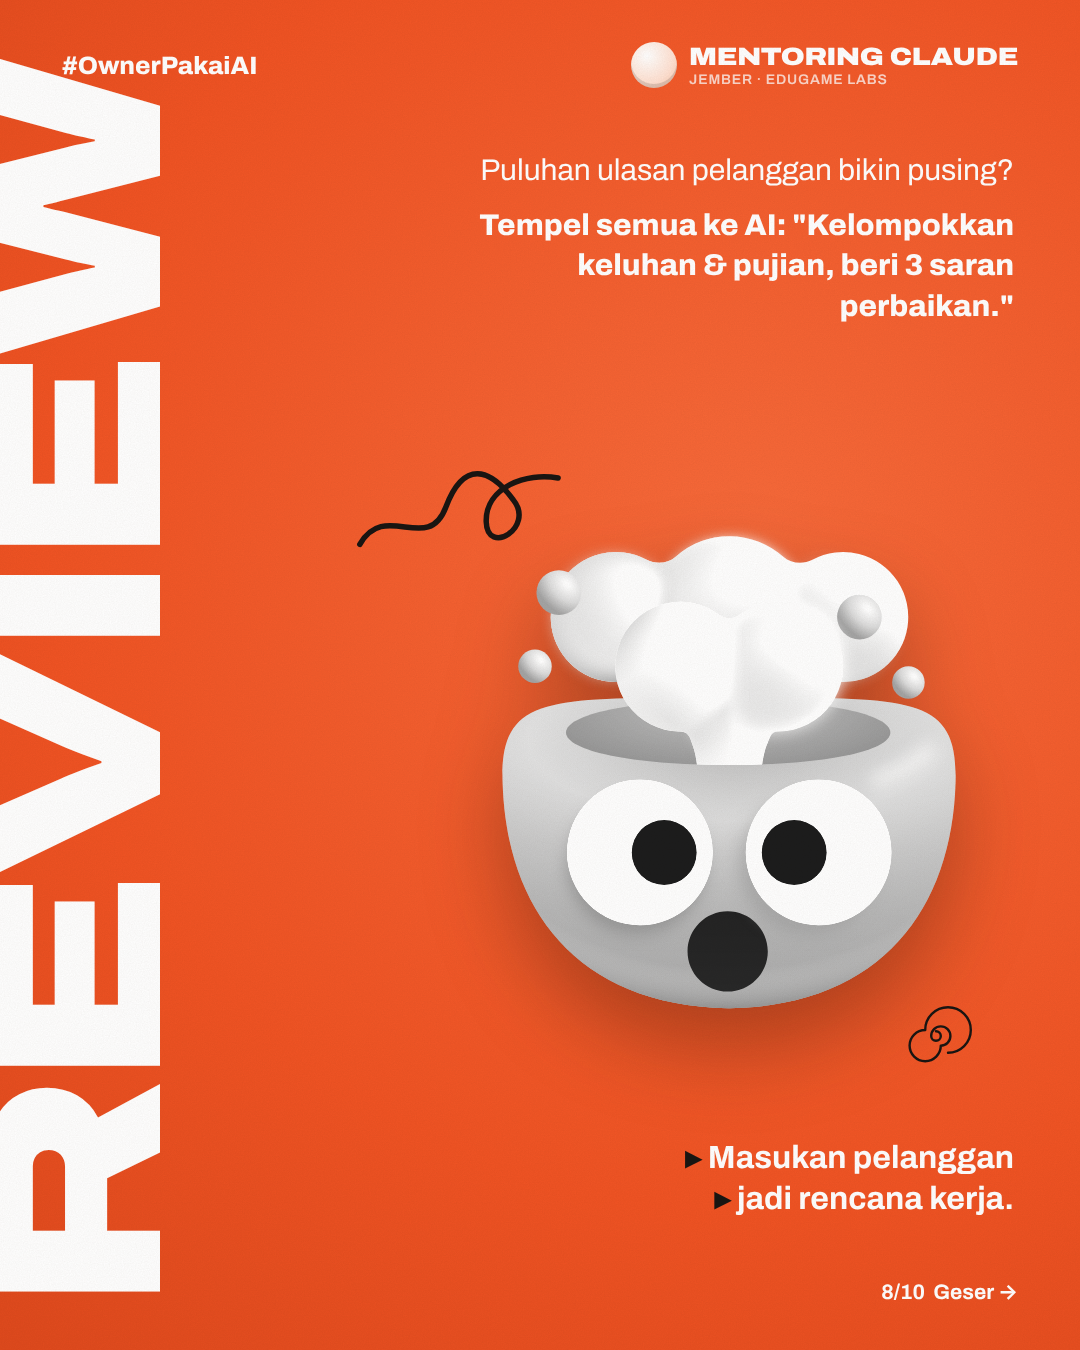 #OwnerPakaiAI
MENTORING CLAUDE
JEMBER · EDUGAME LABS
Puluhan ulasan pelanggan bikin pusing?
Tempel semua ke AI: "Kelompokkan
keluhan & pujian, beri 3 saran
perbaikan."
REVIEW
▶ Masukan pelanggan
▶ jadi rencana kerja.
8/10 Geser →